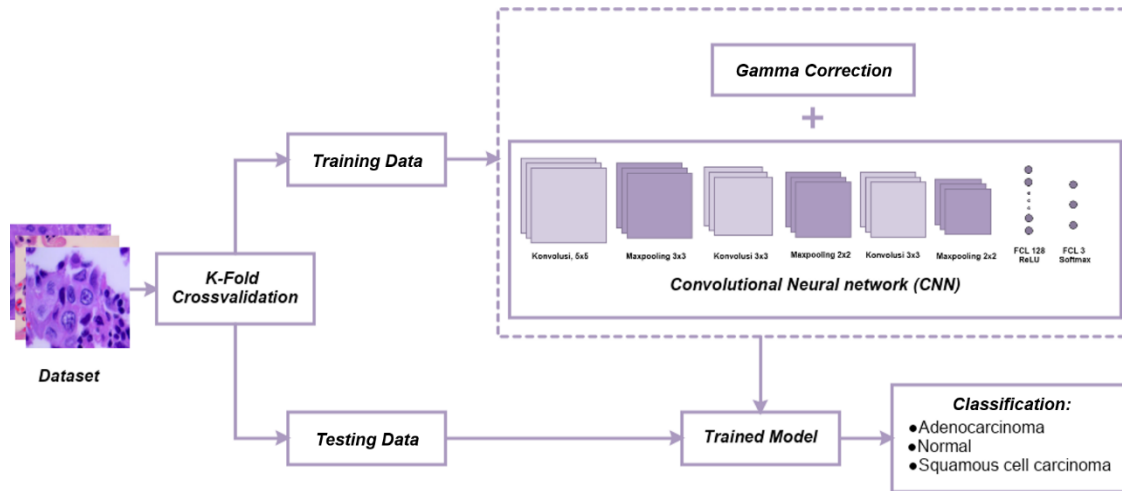 Gamma Correction
+
Training Data
Konvolusi, 5x5
Maxpooling 3x3
Konvolusi 3x3
Maxpooling 2x2
Konvolusi 3x3
Maxpooling 2x2
FCL 128
ReLU
FCL 3
Softmax
Convolutional Neural network (CNN)
K-Fold
Crossvalidation
Dataset
Testing Data
Trained Model
Classification:
●Adenocarcinoma
●Normal
●Squamous cell carcinoma